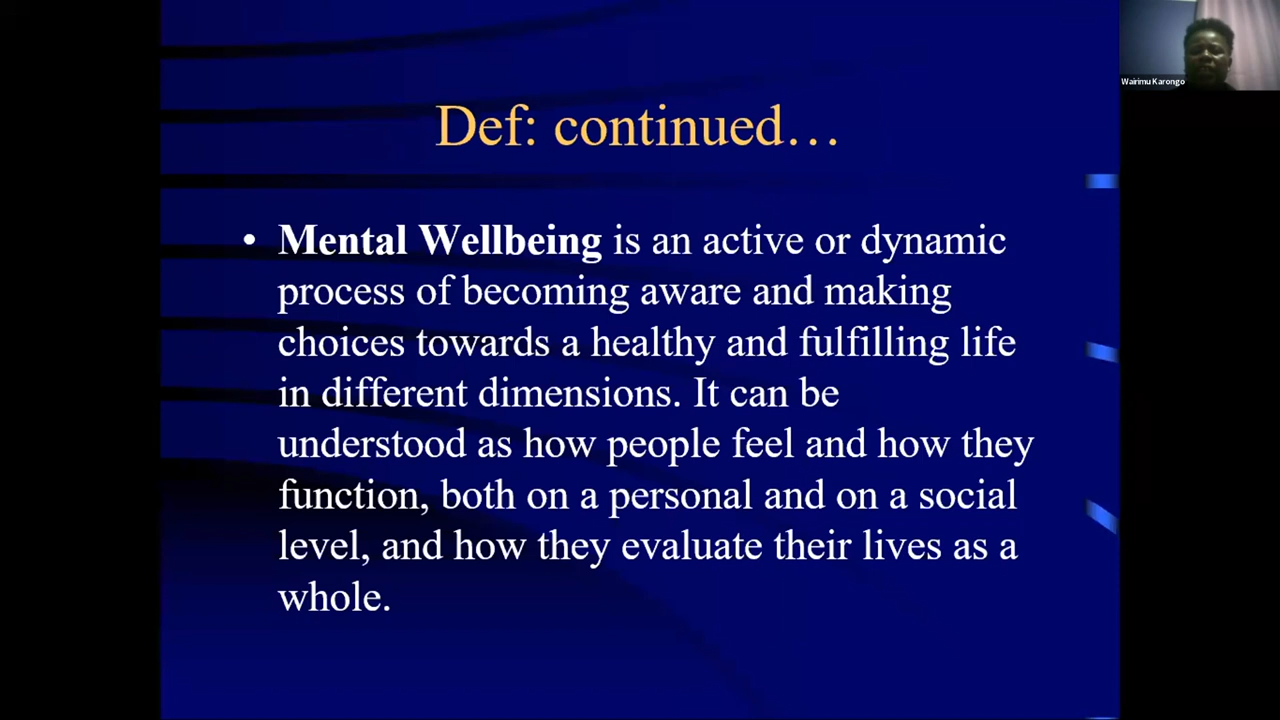 Def: continued…
• Mental Wellbeing is an active or dynamic
process of becoming aware and making
choices towards a healthy and fulfilling life
in different dimensions. It can be
understood as how people feel and how they
function, both on a personal and on a social
level, and how they evaluate their lives as a
whole.
Wairimu Karongo